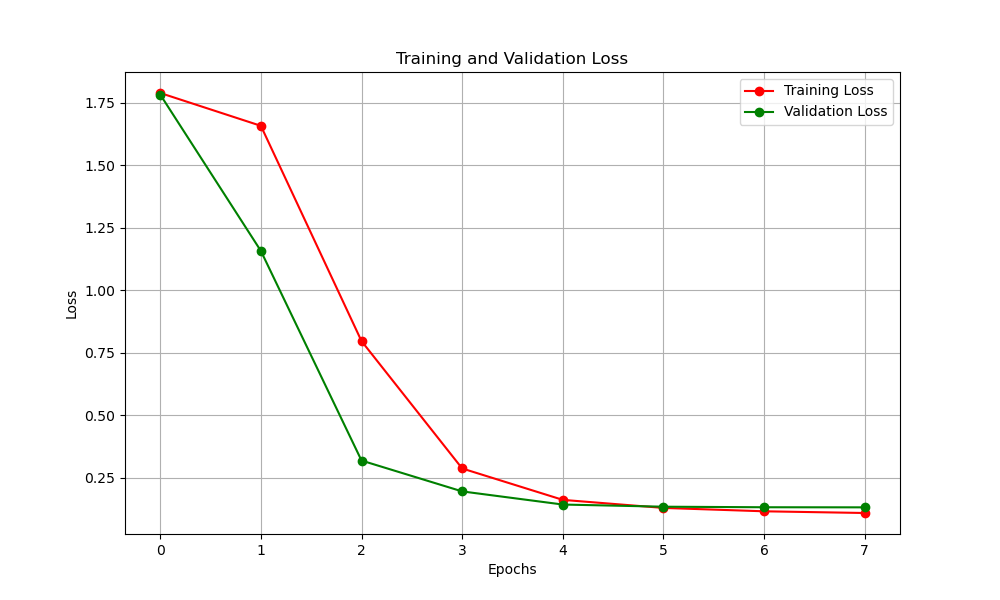 Training and Validation Loss
Training Loss
Validation Loss
1.75
1.50
1.25
1.00
0.75
0.50
0.25
Loss
0 1 2 3 4 5 6 7
Epochs